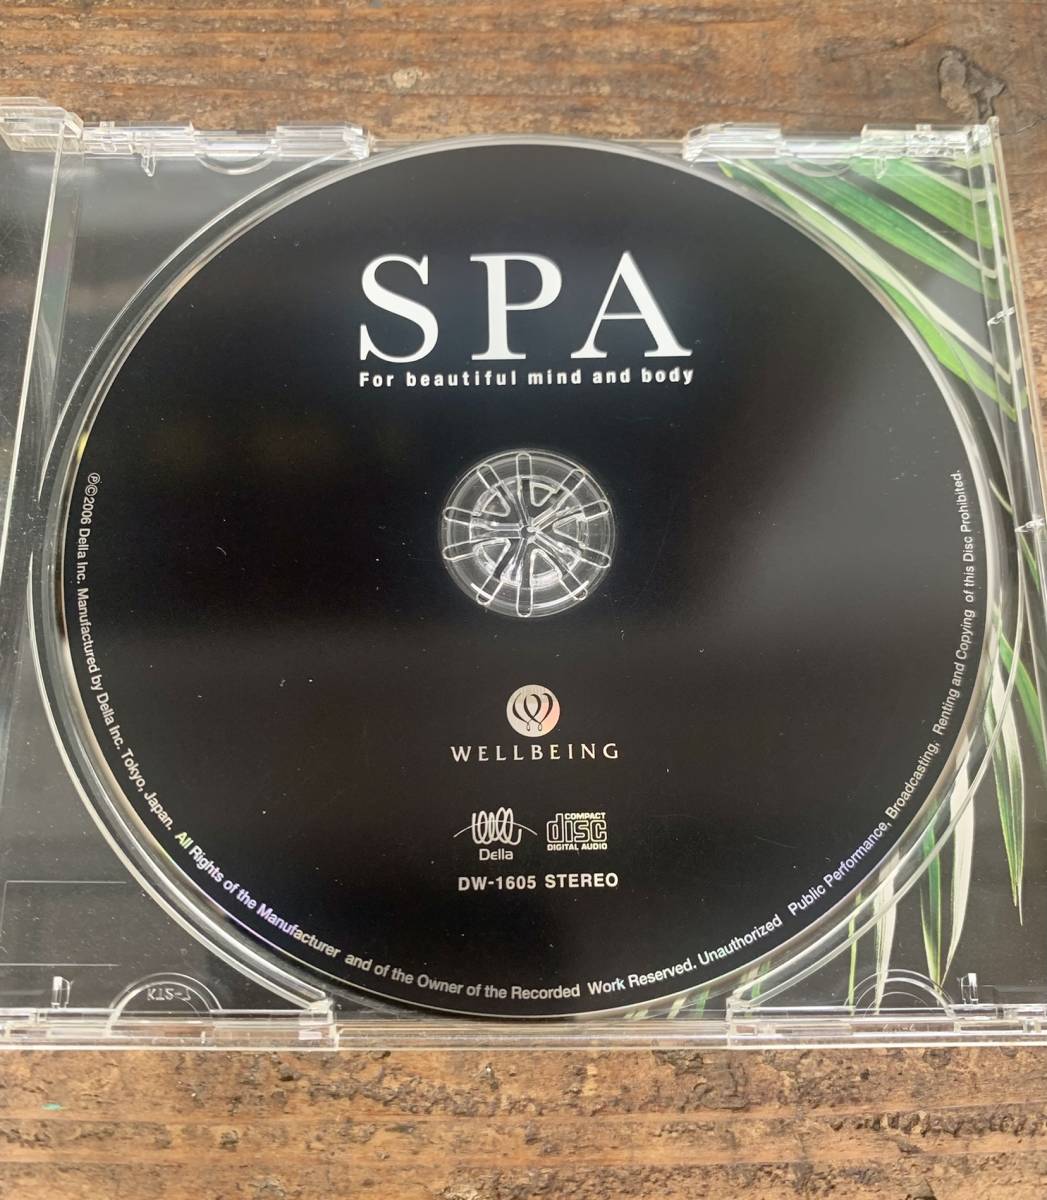 SPA
For beautiful mind and body
WELLBEING
Della
COMPACT
disc
DIGITAL AUDIO
DW-1605 STEREO
Ⓟ©2006 Della Inc. Manufactured by Della Inc. Tokyo, Japan. All Rights of the Manufacturer and of the Owner of the Recorded Work Reserved. Unauthorized Public Performance, Broadcasting, Renting and Copying of this Disc Prohibited.